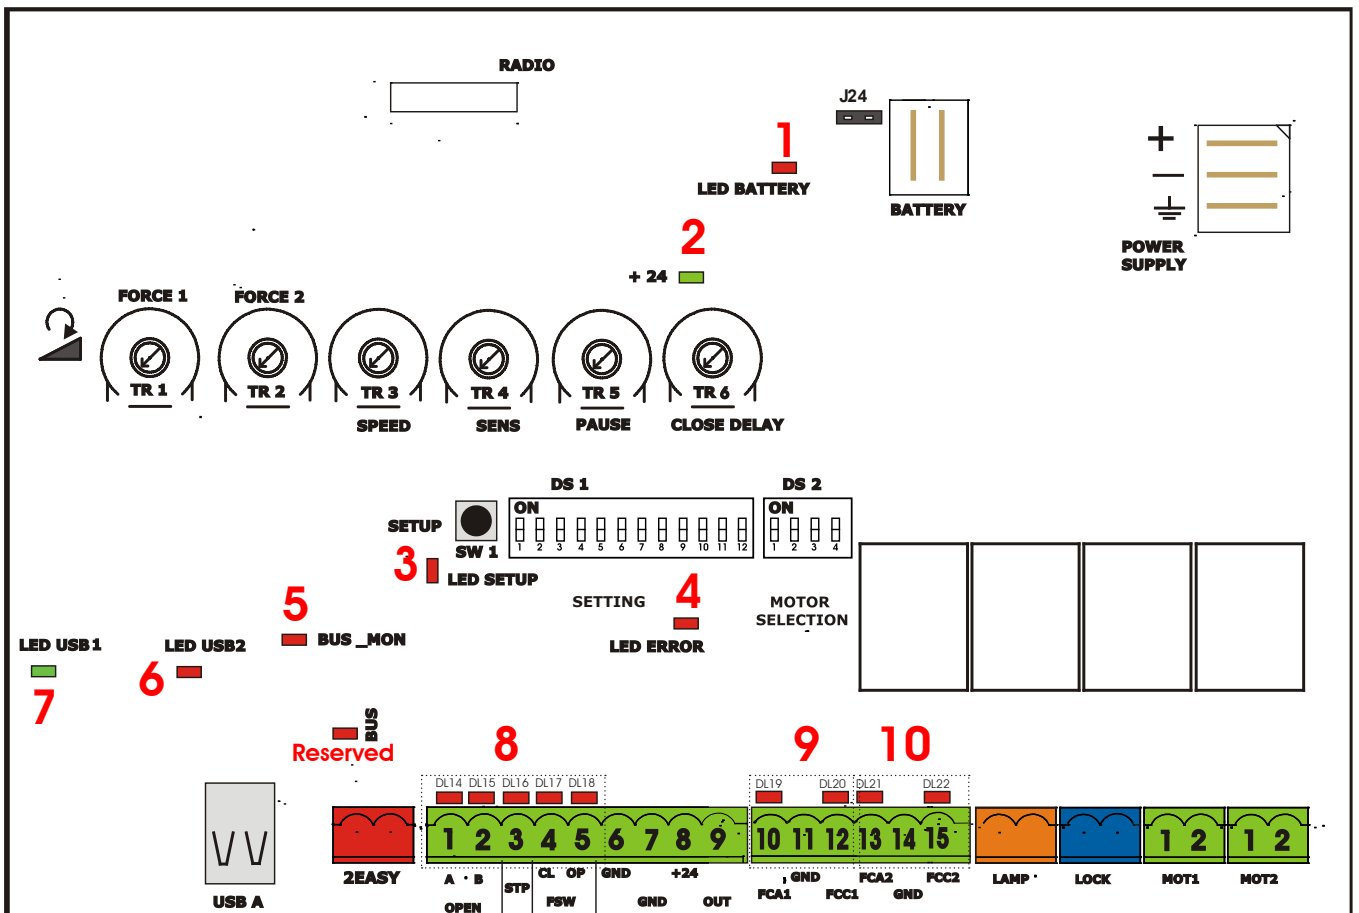 RADIO
J24
1
LED BATTERY
BATTERY
+
−
POWER
SUPPLY
2
+ 24
FORCE 1
FORCE 2
TR 1
TR 2
TR 3
TR 4
TR 5
TR 6
SPEED
SENS
PAUSE
CLOSE DELAY
DS 1
DS 2
ON
ON
1 2 3 4 5 6 7 8 9 10 11 12
1 2 3 4
SETUP
SW 1
3
LED SETUP
SETTING
4
LED ERROR
MOTOR
SELECTION
5
BUS _MON
LED USB1
LED USB2
6
7
BUS
Reserved
8
9
10
DL14 DL15 DL16 DL17 DL18
DL19 DL20 DL21 DL22
1 2 3 4 5 6 7 8 9
10 11 12 13 14 15
1 2
1 2
2EASY
A B
OPEN
STP
CL OP
FSW
GND
GND
+24
OUT
FCA1
GND
FCC1
FCA2
GND
FCC2
LAMP
LOCK
MOT1
MOT2
USB A